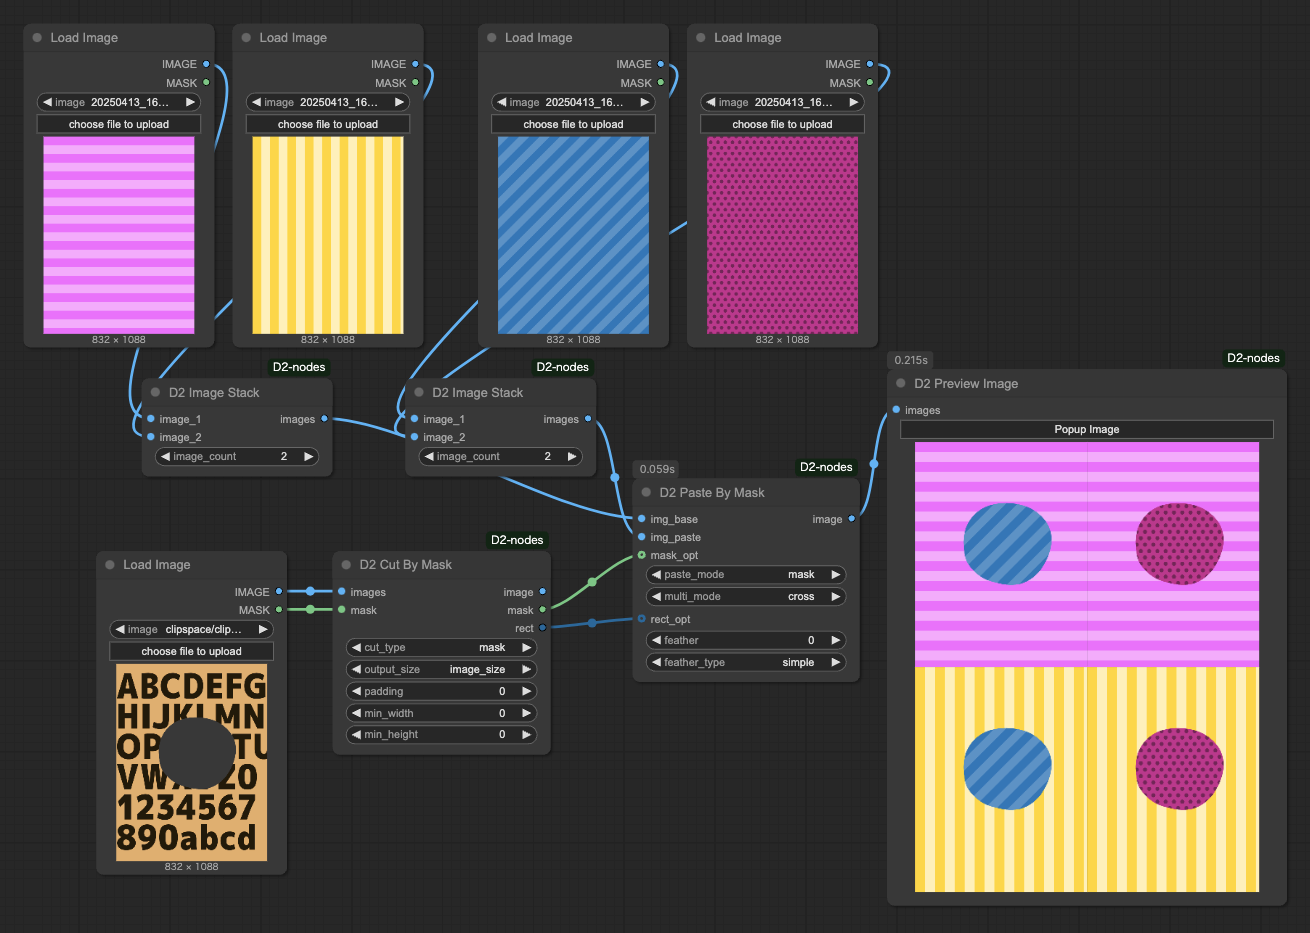 Load Image
IMAGE
MASK
image 20250413_16...
choose file to upload
832 × 1088
Load Image
IMAGE
MASK
image 20250413_16...
choose file to upload
832 × 1088
Load Image
IMAGE
MASK
image 20250413_16...
choose file to upload
832 × 1088
Load Image
IMAGE
MASK
image 20250413_16...
choose file to upload
832 × 1088
D2-nodes
D2 Image Stack
image_1 images
image_2
image_count 2
D2-nodes
D2 Image Stack
image_1 images
image_2
image_count 2
Load Image
IMAGE
MASK
image clipspace/clip...
choose file to upload
ABCDEFG
HIJKLMN
OP TU
VW Z0
1234567
890abcd
832 × 1088
D2-nodes
D2 Cut By Mask
images image
mask mask
rect
cut_type mask
output_size image_size
padding 0
min_width 0
min_height 0
0.059s D2-nodes
D2 Paste By Mask
img_base image
img_paste
mask_opt
paste_mode mask
multi_mode cross
rect_opt
feather 0
feather_type simple
0.215s D2-nodes
D2 Preview Image
images
Popup Image